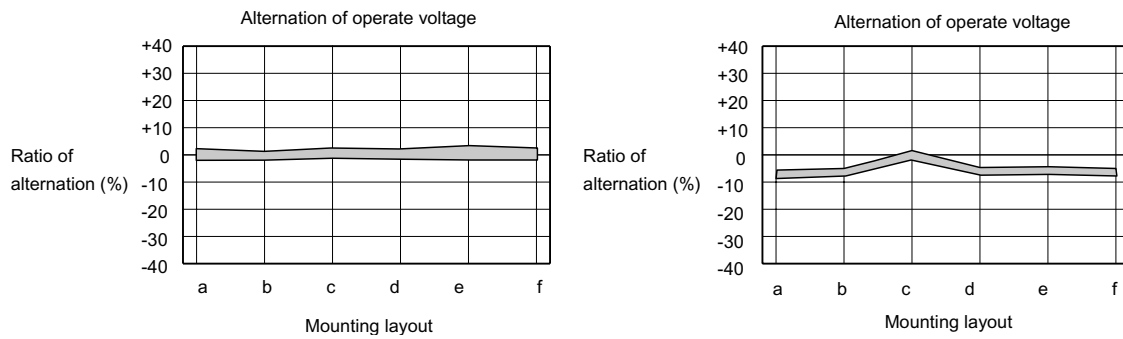 Alternation of operate voltage
+40
+30
+20
+10
0
-10
-20
-30
-40
Ratio of
alternation (%)
a b c d e f
Mounting layout
Alternation of operate voltage
+40
+30
+20
+10
0
-10
-20
-30
-40
Ratio of
alternation (%)
a b c d e f
Mounting layout